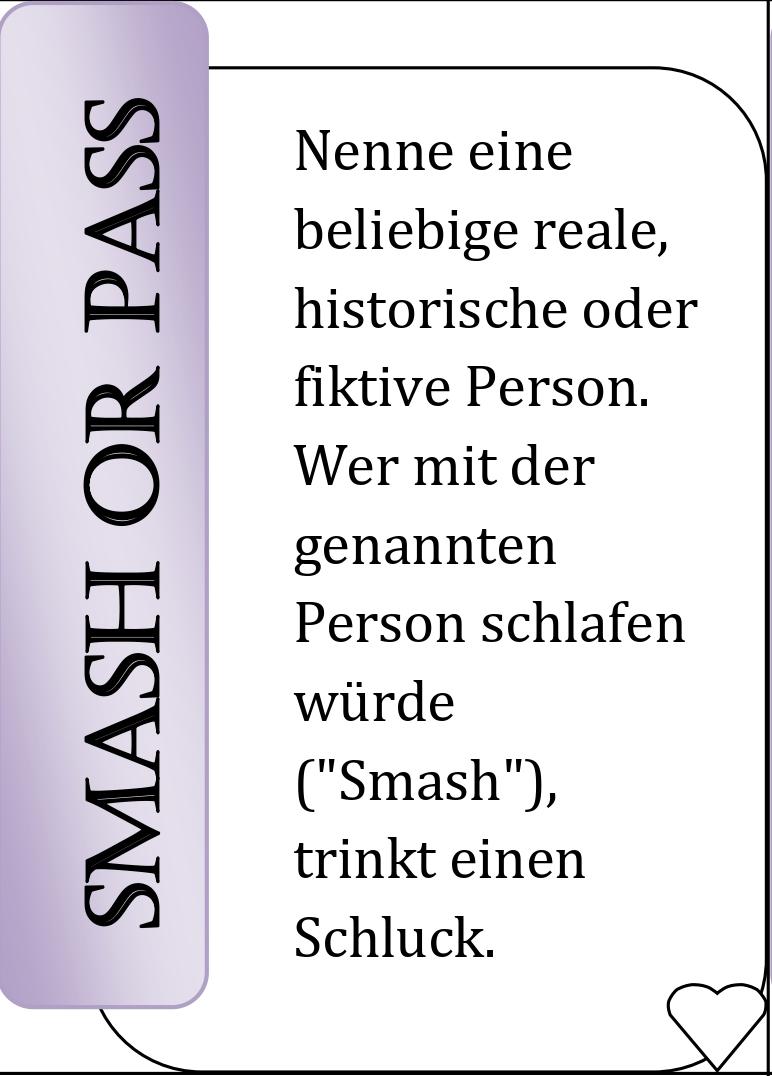 SMASH OR PASS
Nenne eine
beliebige reale,
historische oder
fiktive Person.
Wer mit der
genannten
Person schlafen
würde
("Smash"),
trinkt einen
Schluck.